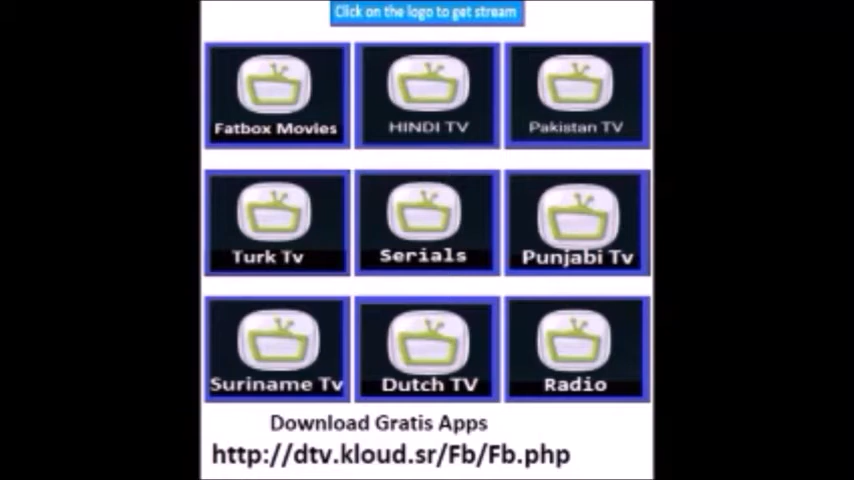 Click on the logo to get stream
Fatbox Movies
HINDI TV
Pakistan TV
Turk Tv
Serials
Punjabi Tv
Suriname Tv
Dutch TV
Radio
Download Gratis Apps
http://dtv.kloud.sr/Fb/Fb.php